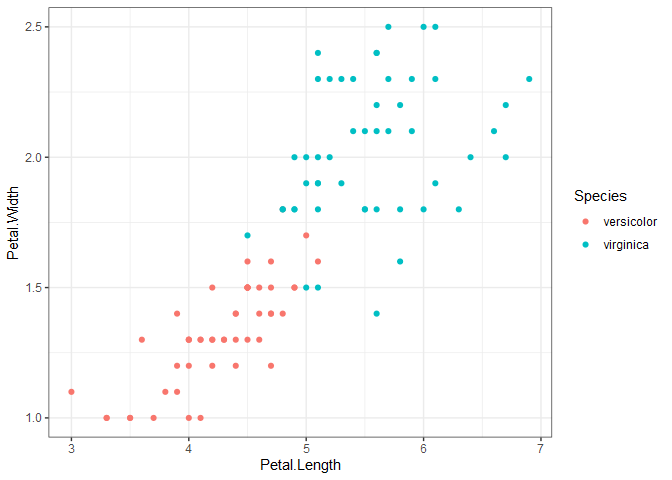 2.5
2.0
1.5
1.0
Petal.Width
3 4 5 6 7
Petal.Length
Species
versicolor
virginica